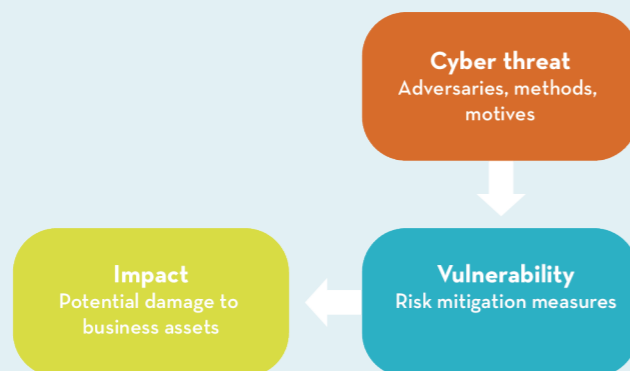 Cyber threat
Adversaries, methods,
motives
Impact
Potential damage to
business assets
Vulnerability
Risk mitigation measures